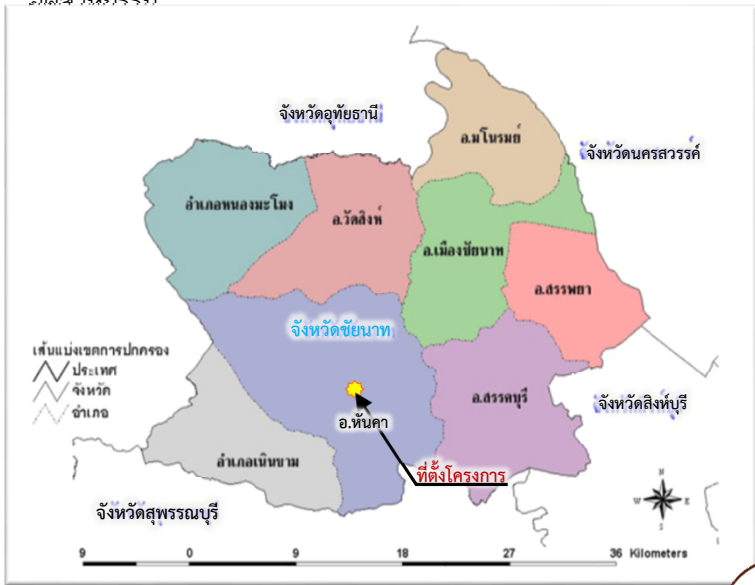 จังหวัดอุทัยธานี
อ.มโนรมย์
จังหวัดนครสวรรค์
อำเภอหนองมะโมง
อ.วัดสิงห์
อ.เมืองชัยนาท
อ.สรรพยา
จังหวัดชัยนาท
เส้นแบ่งเขตการปกครอง
ประเทศ
จังหวัด
อำเภอ
อ.หันคา
อ.สรรคบุรี
จังหวัดสิงห์บุรี
อำเภอเนินขาม
ที่ตั้งโครงการ
จังหวัดสุพรรณบุรี
N
W E
S
9 0 9 18 27 36 Kilometers